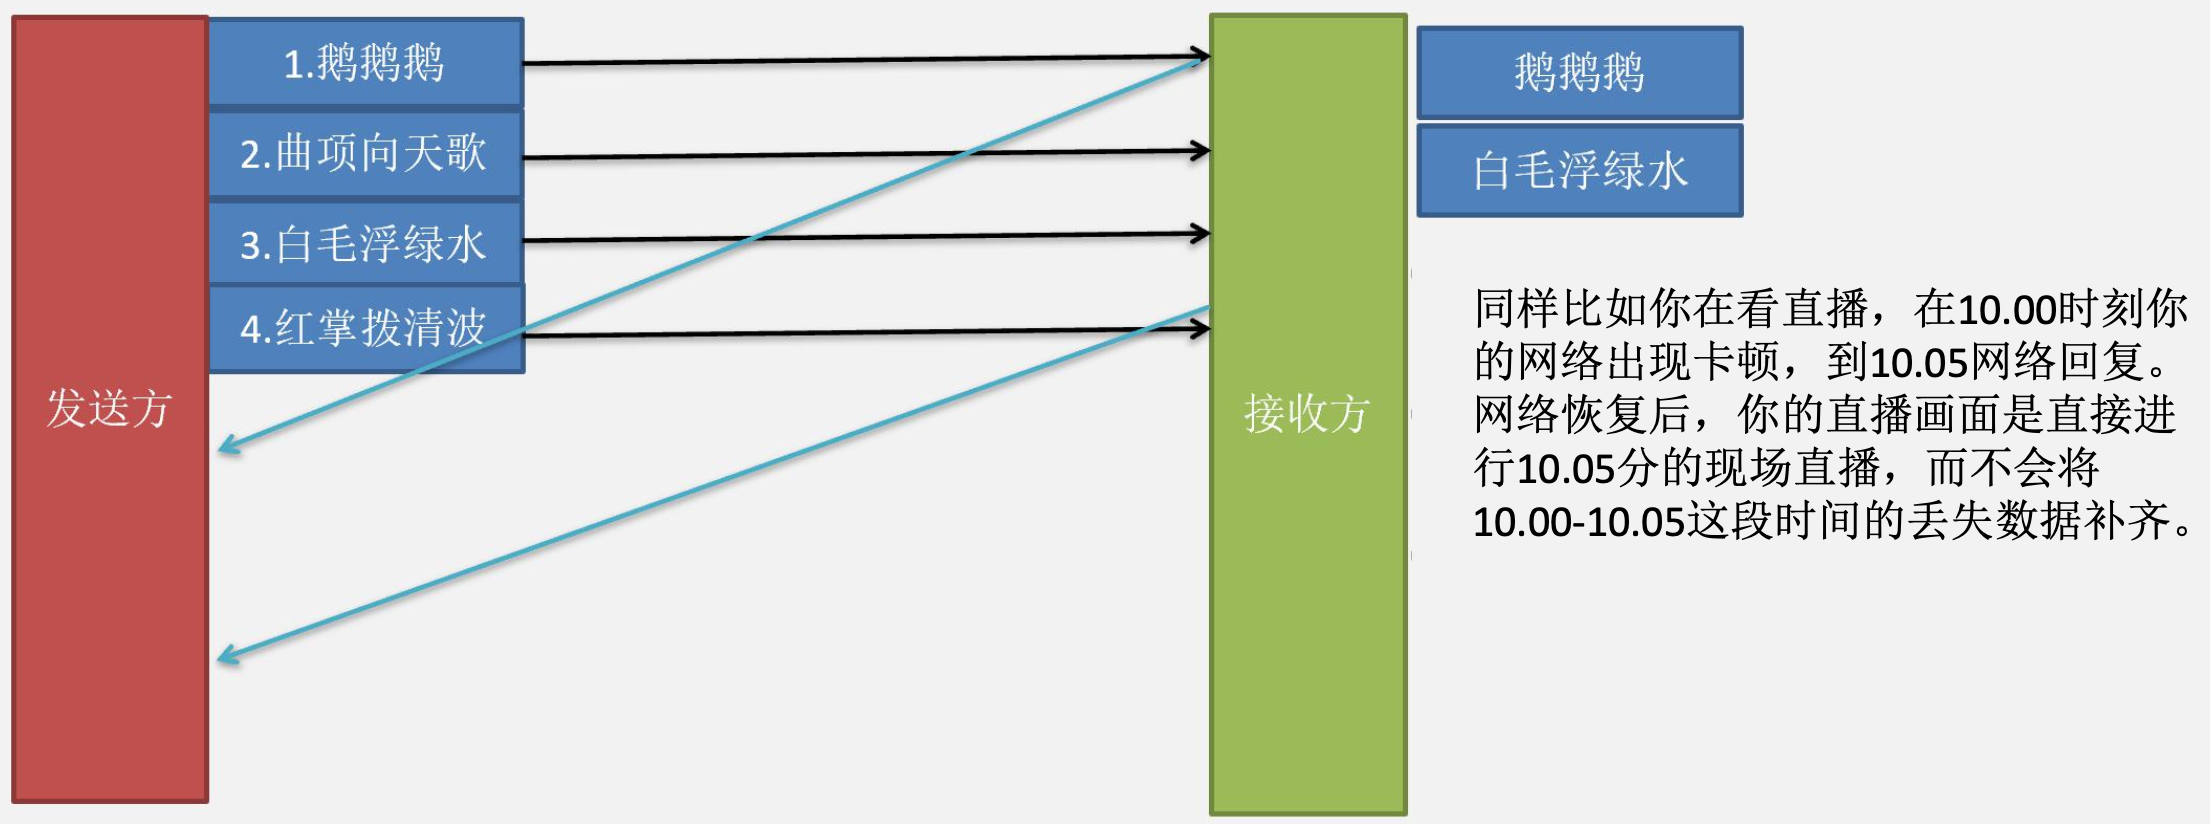 1.鹅鹅鹅
2.曲项向天歌
3.白毛浮绿水
4.红掌拨清波
发送方
接收方
鹅鹅鹅
白毛浮绿水
同样比如你在看直播，在10.00时刻你
的网络出现卡顿，到10.05网络回复。
网络恢复后，你的直播画面是直接进
行10.05分的现场直播，而不会将
10.00-10.05这段时间的丢失数据补齐。